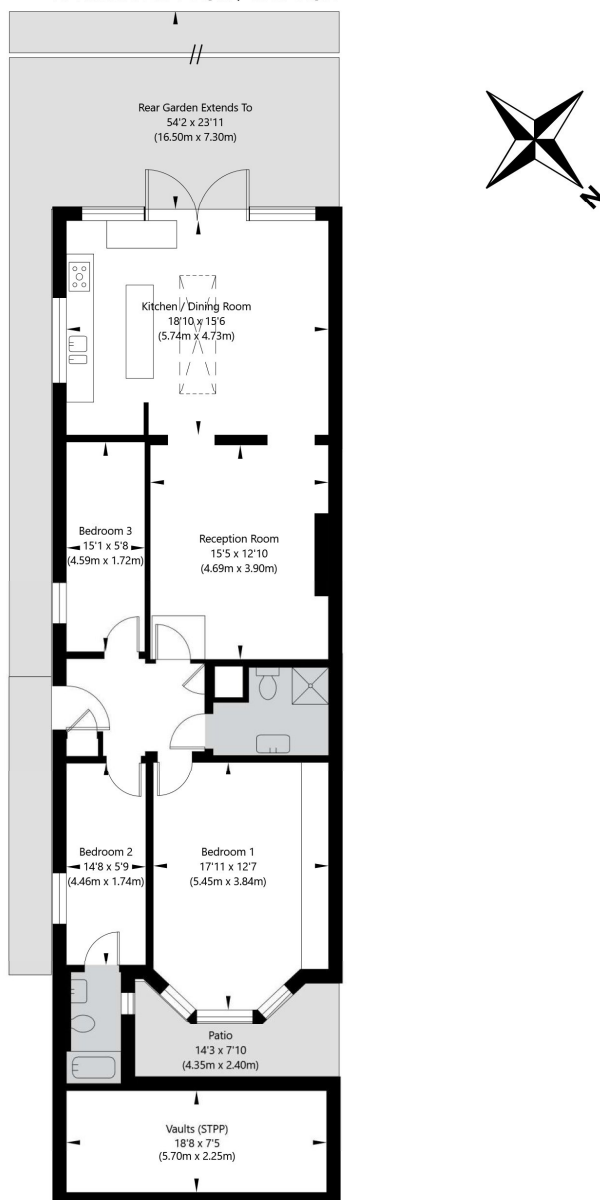 Rear Garden Extends To
54'2 x 23'11
(16.50m x 7.30m)
N
Kitchen / Dining Room
18'10 x 15'6
(5.74m x 4.73m)
Bedroom 3
15'1 x 5'8
(4.59m x 1.72m)
Reception Room
15'5 x 12'10
(4.69m x 3.90m)
Bedroom 2
14'8 x 5'9
(4.46m x 1.74m)
Bedroom 1
17'11 x 12'7
(5.45m x 3.84m)
Patio
14'3 x 7'10
(4.35m x 2.40m)
Vaults (STPP)
18'8 x 7'5
(5.70m x 2.25m)